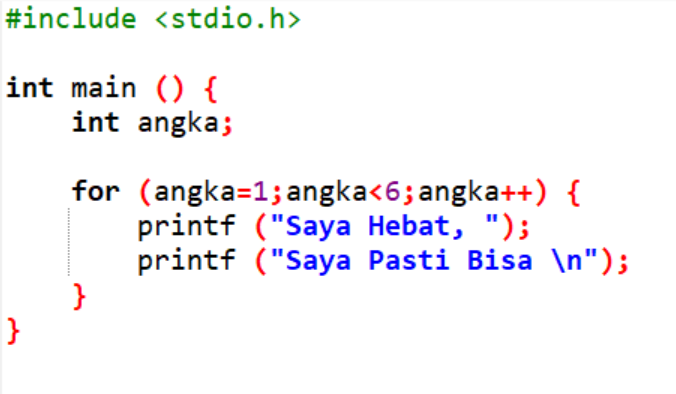 #include <stdio.h>
int main () {
int angka;
for (angka=1;angka<6;angka++) {
printf ("Saya Hebat, ");
printf ("Saya Pasti Bisa \n");
}
}